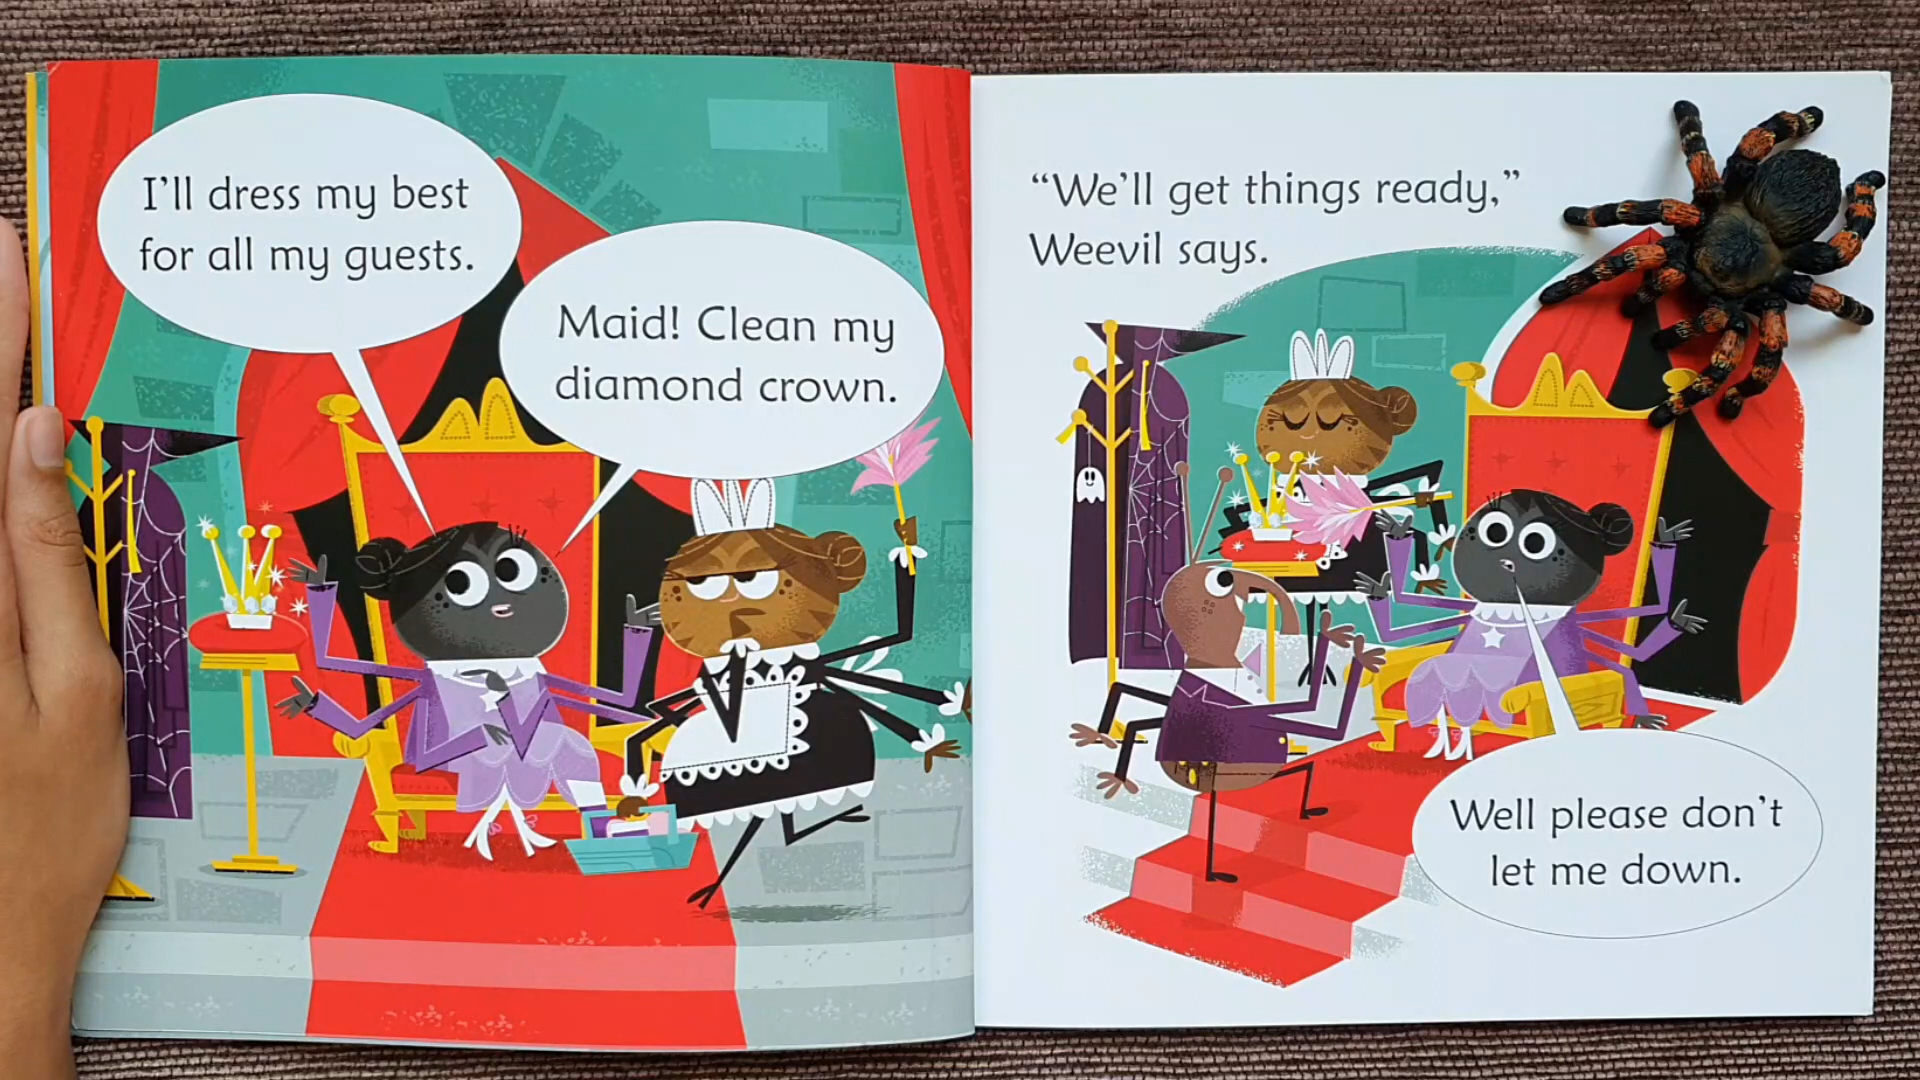 I’ll dress my best
for all my guests.
Maid! Clean my
diamond crown.
“We’ll get things ready,”
Weevil says.
Well please don’t
let me down.